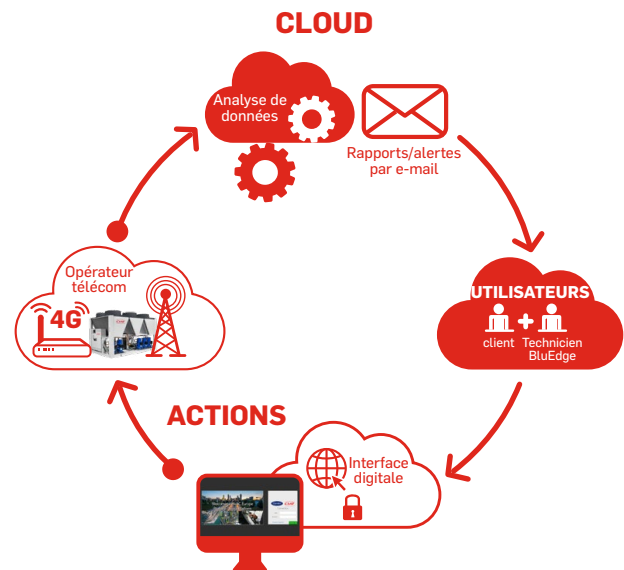 CLOUD
Analyse de
données
Rapports/alertes
par e-mail
Opérateur
télécom
4G
UTILISATEURS
client
Technicien
BluEdge
ACTIONS
Interface
digitale